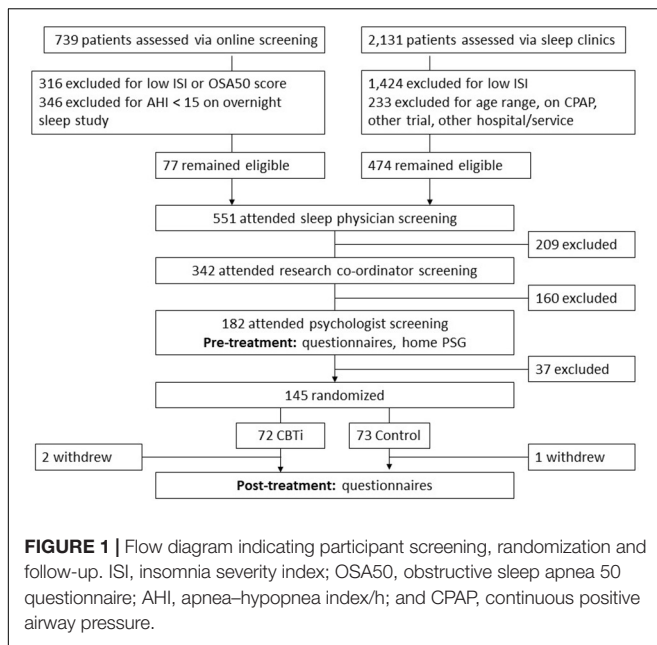 739 patients assessed via online screening
2,131 patients assessed via sleep clinics
316 excluded for low ISI or OSA50 score
346 excluded for AHI < 15 on overnight
sleep study
1,424 excluded for low ISI
233 excluded for age range, on CPAP,
other trial, other hospital/service
77 remained eligible
474 remained eligible
551 attended sleep physician screening
209 excluded
342 attended research co-ordinator screening
160 excluded
182 attended psychologist screening
Pre-treatment: questionnaires, home PSG
37 excluded
145 randomized
72 CBTi
73 Control
2 withdrew
1 withdrew
Post-treatment: questionnaires
FIGURE 1 | Flow diagram indicating participant screening, randomization and
follow-up. ISI, insomnia severity index; OSA50, obstructive sleep apnea 50
questionnaire; AHI, apnea–hypopnea index/h; and CPAP, continuous positive
airway pressure.